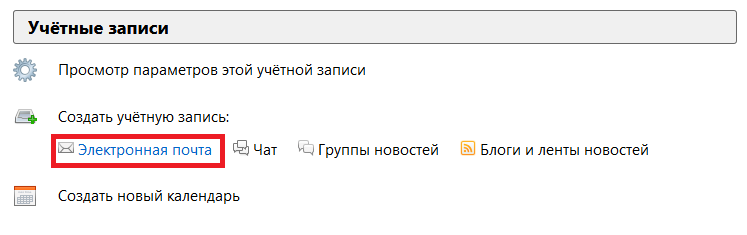 Учётные записи
Просмотр параметров этой учётной записи
Создать учётную запись:
Электронная почта Чат Группы новостей Блоги и ленты новостей
Создать новый календарь